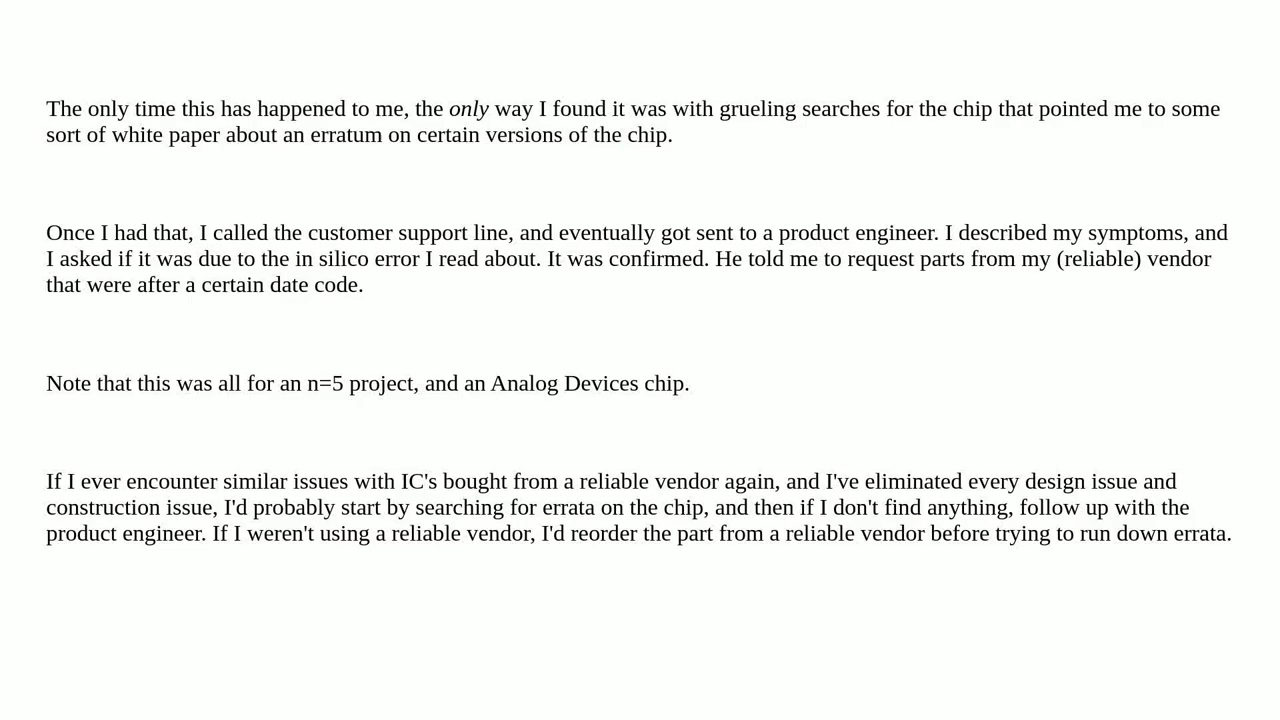 The only time this has happened to me, the only way I found it was with grueling searches for the chip that pointed me to some
sort of white paper about an erratum on certain versions of the chip.
Once I had that, I called the customer support line, and eventually got sent to a product engineer. I described my symptoms, and
I asked if it was due to the in silico error I read about. It was confirmed. He told me to request parts from my (reliable) vendor
that were after a certain date code.
Note that this was all for an n=5 project, and an Analog Devices chip.
If I ever encounter similar issues with IC's bought from a reliable vendor again, and I've eliminated every design issue and
construction issue, I'd probably start by searching for errata on the chip, and then if I don't find anything, follow up with the
product engineer. If I weren't using a reliable vendor, I'd reorder the part from a reliable vendor before trying to run down errata.